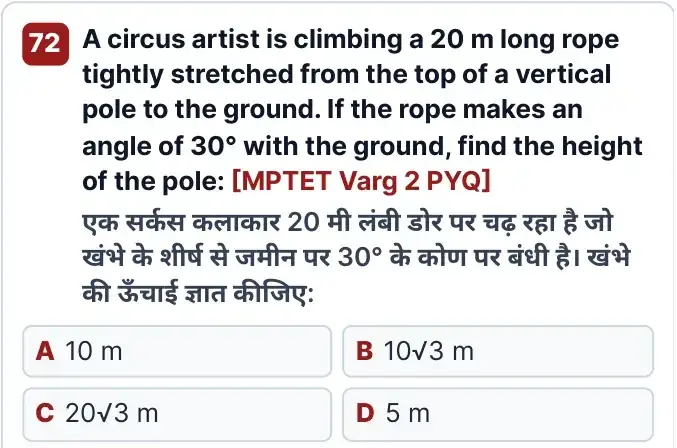 72 A circus artist is climbing a 20 m long rope
tightly stretched from the top of a vertical
pole to the ground. If the rope makes an
angle of 30° with the ground, find the height
of the pole: [MPTET Varg 2 PYQ]
एक सर्कस कलाकार 20 मी लंबी डोर पर चढ़ रहा है जो
खंभे के शीर्ष से जमीन पर 30° के कोण पर बंधी है। खंभे
की ऊँचाई ज्ञात कीजिए:
A 10 m
B 10√3 m
C 20√3 m
D 5 m